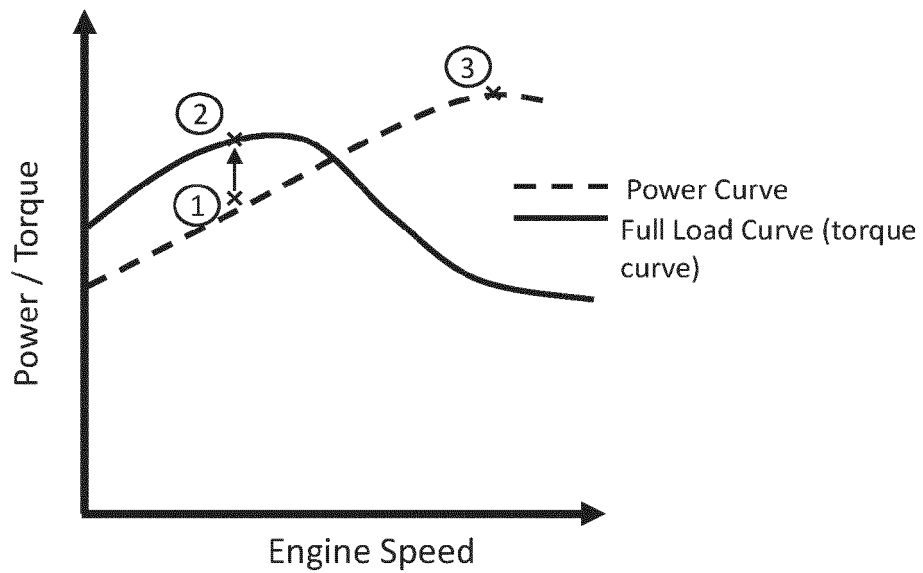 3
2
1
Power / Torque
Power Curve
Full Load Curve (torque
curve)
Engine Speed